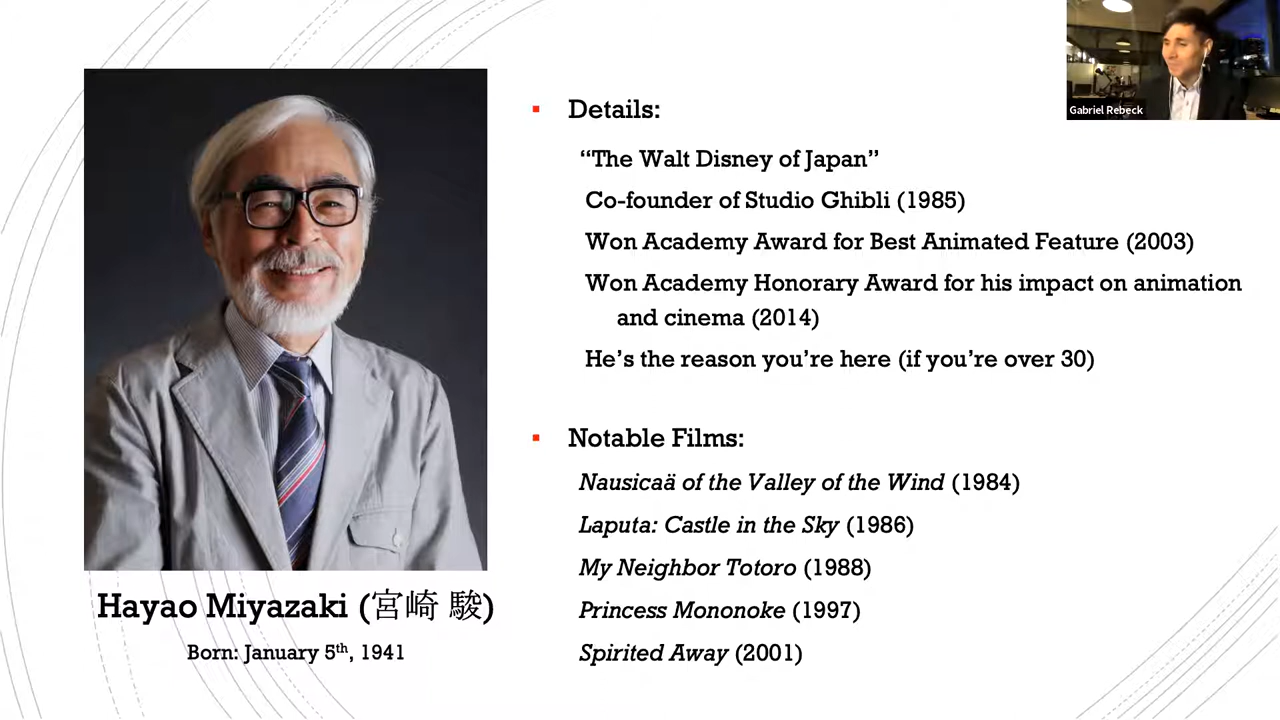 Gabriel Rebeck
Details:
“The Walt Disney of Japan”
Co-founder of Studio Ghibli (1985)
Won Academy Award for Best Animated Feature (2003)
Won Academy Honorary Award for his impact on animation
and cinema (2014)
He’s the reason you’re here (if you’re over 30)
Notable Films:
Nausicaä of the Valley of the Wind (1984)
Laputa: Castle in the Sky (1986)
My Neighbor Totoro (1988)
Princess Mononoke (1997)
Spirited Away (2001)
Hayao Miyazaki (宮崎 駿)
Born: January 5th, 1941